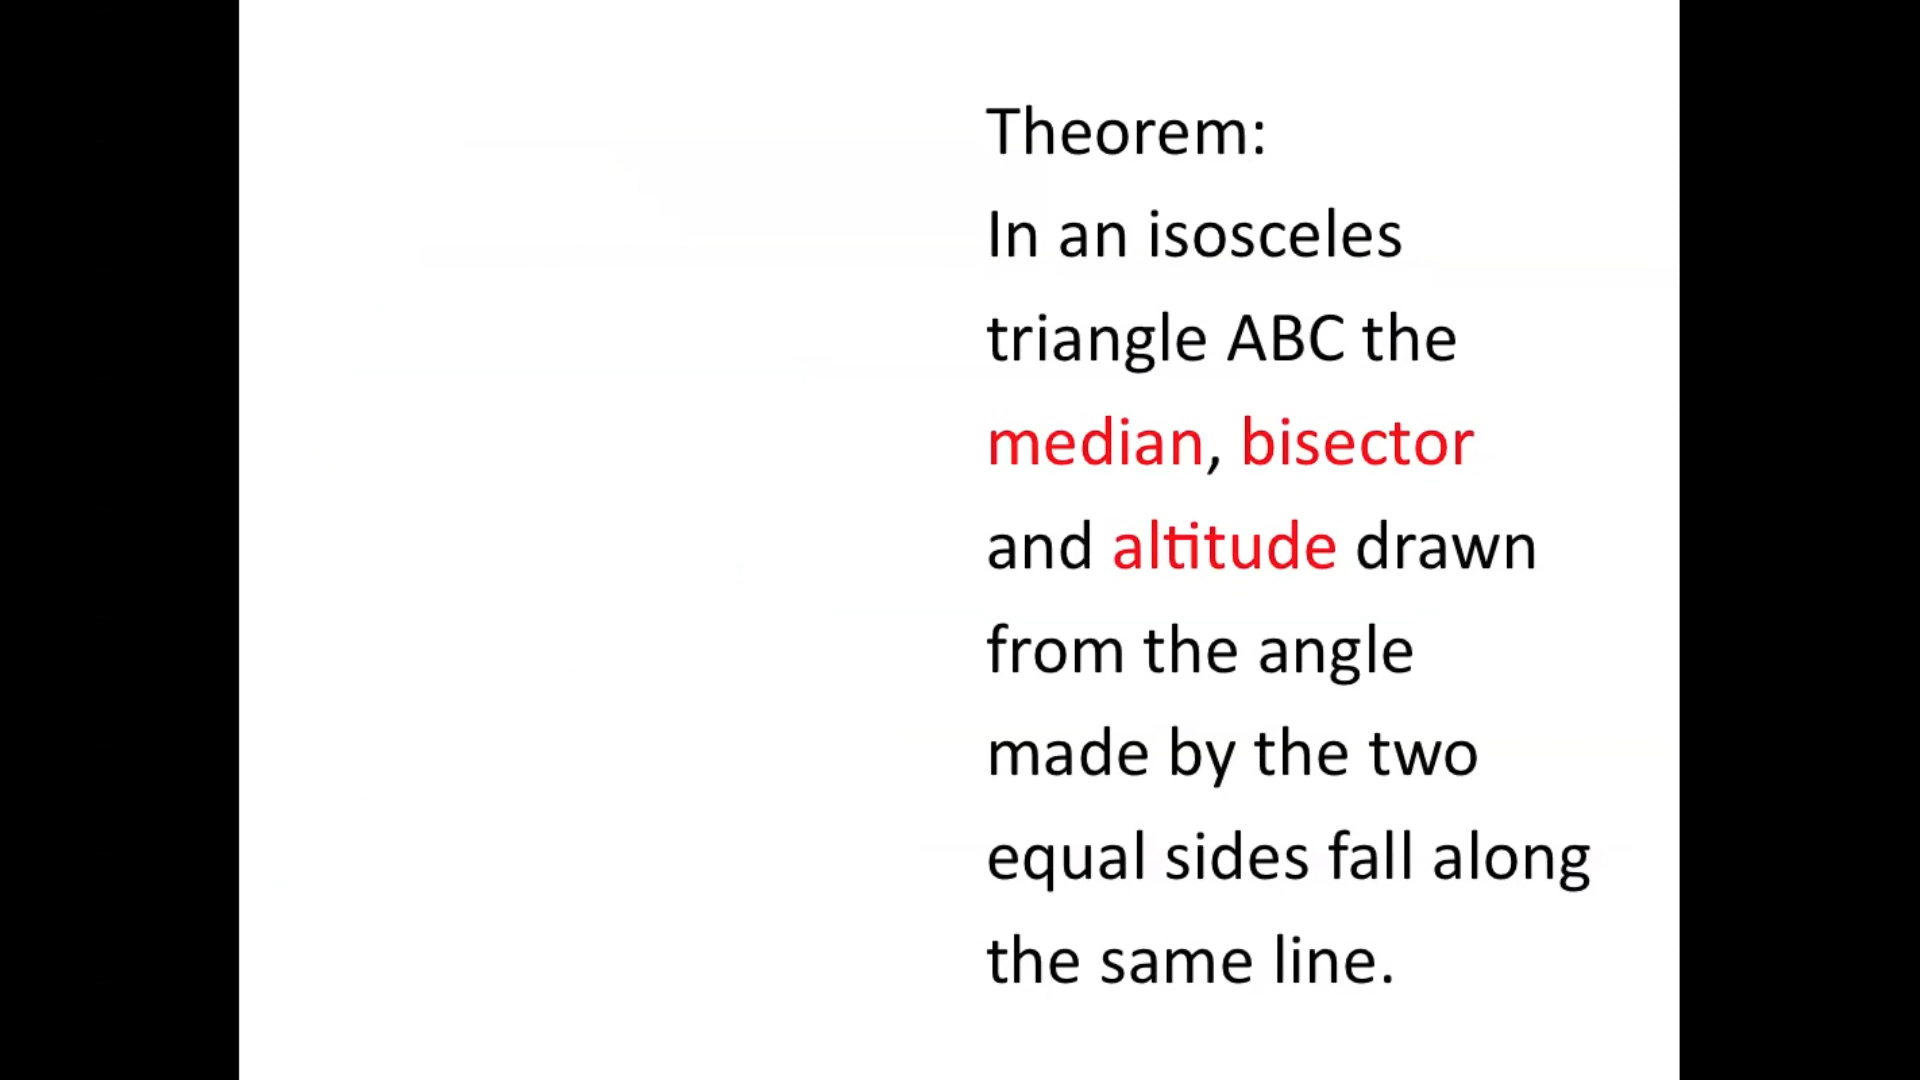 Theorem:
In an isosceles
triangle ABC the
median, bisector
and altitude drawn
from the angle
made by the two
equal sides fall along
the same line.